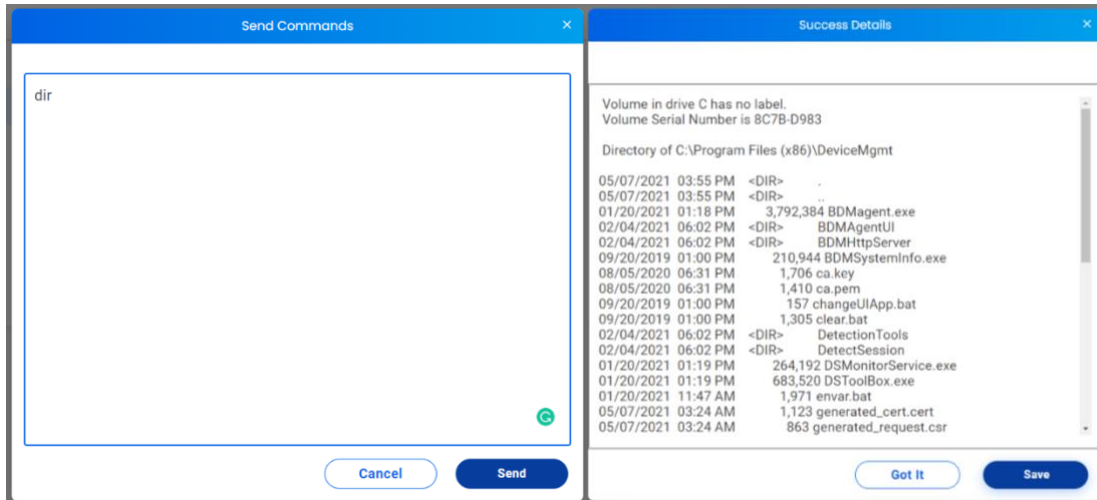 Send Commands
dir
Cancel
Send
Success Details
Volume in drive C has no label.
Volume Serial Number is 8C7B-D983
Directory of C:\Program Files (x86)\DeviceMgmt
05/07/2021 03:55 PM <DIR> .
05/07/2021 03:55 PM <DIR> ..
01/20/2021 01:18 PM 3,792,384 BDMagent.exe
02/04/2021 06:02 PM <DIR> BDMAgentUI
02/04/2021 06:02 PM <DIR> BDMHttpServer
09/20/2019 01:00 PM 210,944 BDMSystemInfo.exe
08/05/2020 06:31 PM 1,706 ca.key
08/05/2020 06:31 PM 1,410 ca.pem
09/20/2019 01:00 PM 157 changeUIApp.bat
09/20/2019 01:00 PM 1,305 clear.bat
02/04/2021 06:02 PM <DIR> DetectionTools
02/04/2021 06:02 PM <DIR> DetectSession
01/20/2021 01:19 PM 264,192 DSMonitorService.exe
01/20/2021 01:19 PM 683,520 DSToolBox.exe
01/20/2021 11:47 AM 1,971 envar.bat
05/07/2021 03:24 AM 1,123 generated_cert.cert
05/07/2021 03:24 AM 863 generated_request.csr
Got It
Save